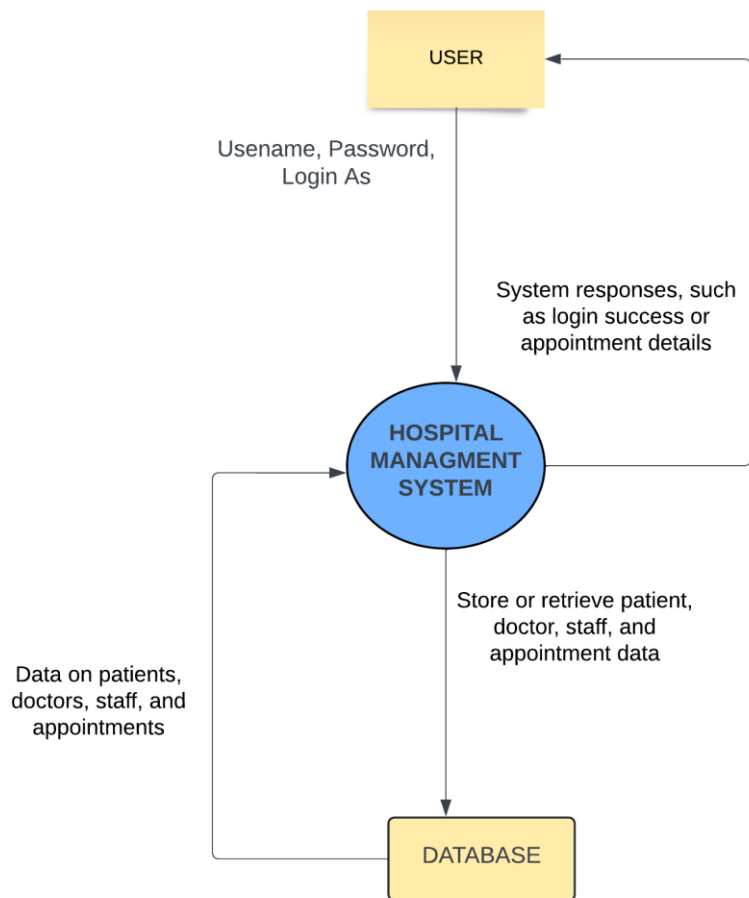 USER
Usename, Password,
Login As
System responses, such
as login success or
appointment details
HOSPITAL
MANAGMENT
SYSTEM
Store or retrieve patient,
doctor, staff, and
appointment data
Data on patients,
doctors, staff, and
appointments
DATABASE